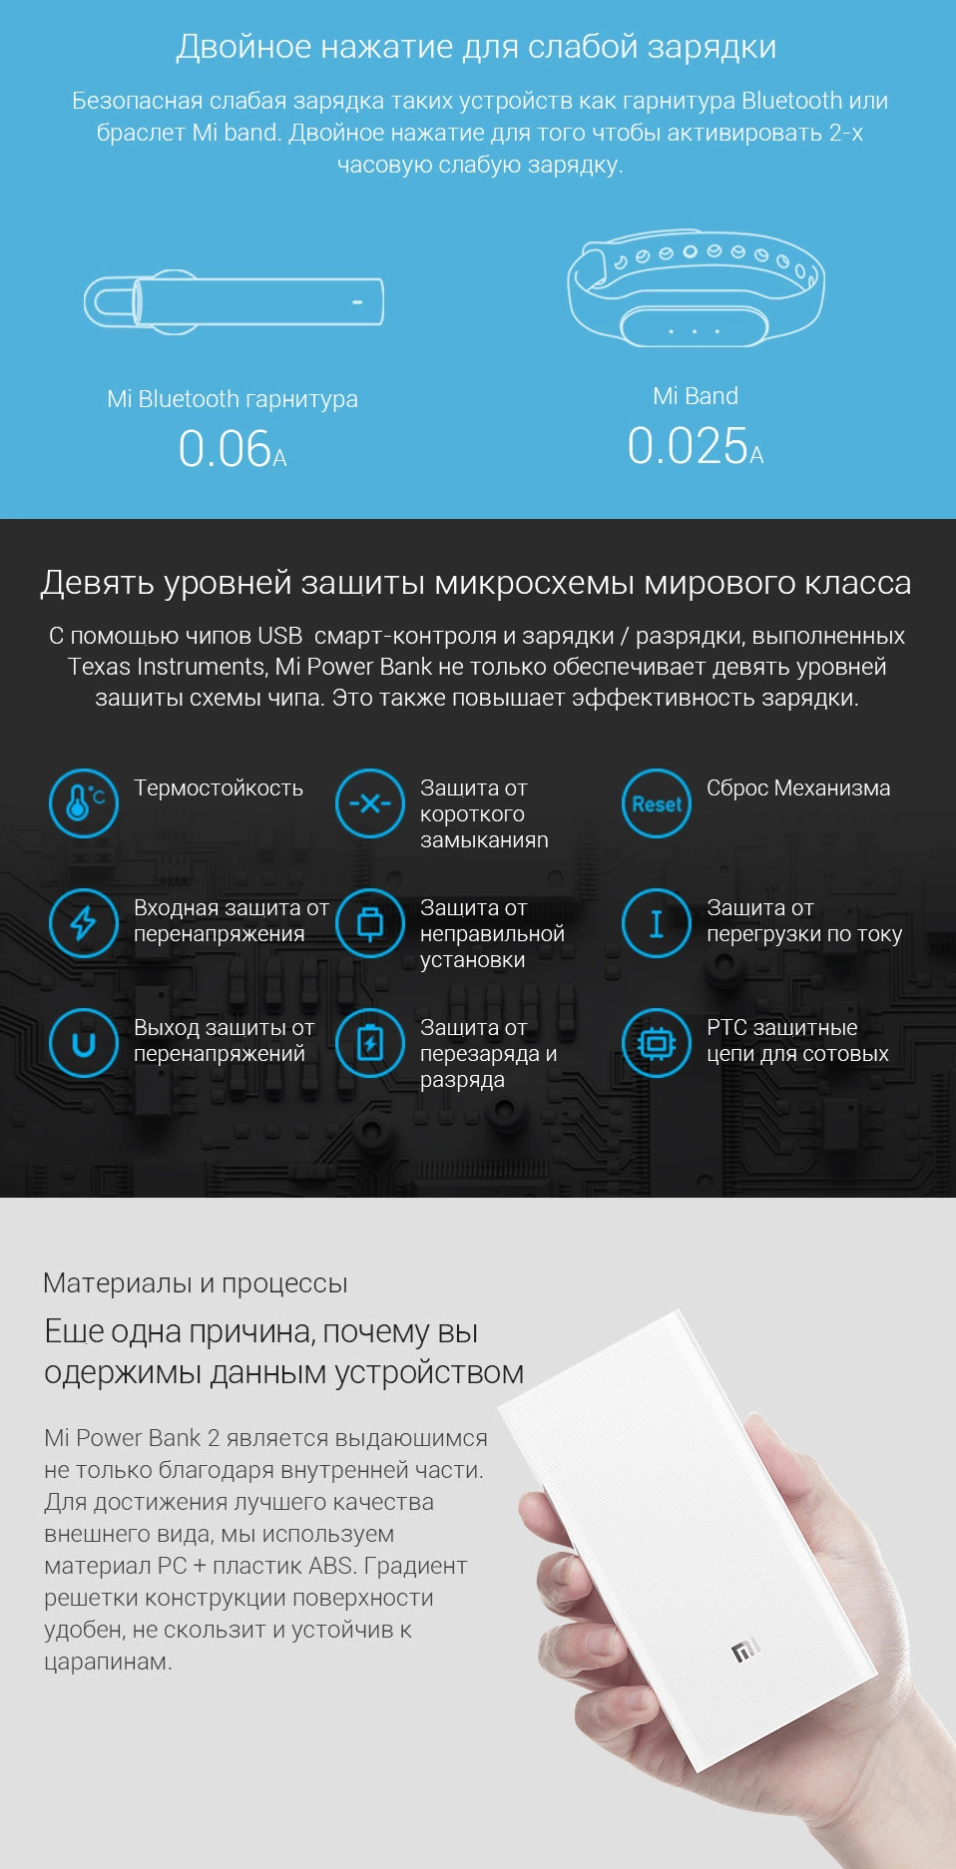 Двойное нажатие для слабой зарядки
Безопасная слабая зарядка таких устройств как гарнитура Bluetooth или
браслет Mi band. Двойное нажатие для того чтобы активировать 2-х
часовую слабую зарядку.
Mi Bluetooth гарнитура
0.06A
Mi Band
0.025A
Девять уровней зашиты микросхемы мирового класса
С помощью чипов USB смарт-контроля и зарядки / разрядки, выполненных
Texas Instruments, Mi Power Bank не только обеспечивает девять уровней
зашиты схемы чипа. Это также повышает эффективность зарядки.
°C
Термостойкость
-X-
Зашита от
короткого
замыканияn
Reset
Сброс Механизма
Входная зашита от
перенапряжения
Зашита от
неправильной
установки
I
Зашита от
перегрузки по току
U
Выход зашиты от
перенапряжений
Зашита от
перезаряда и
разряда
PTC зашитные
цепи для сотовых
Материалы и процессы
Еще одна причина, почему вы
одержимы данным устройством
Mi Power Bank 2 является выдающимся
не только благодаря внутренней части.
Для достижения лучшего качества
внешнего вида, мы используем
материал PC + пластик ABS. Градиент
решетки конструкции поверхности
удобен, не скользит и устойчив к
царапинам.
mi